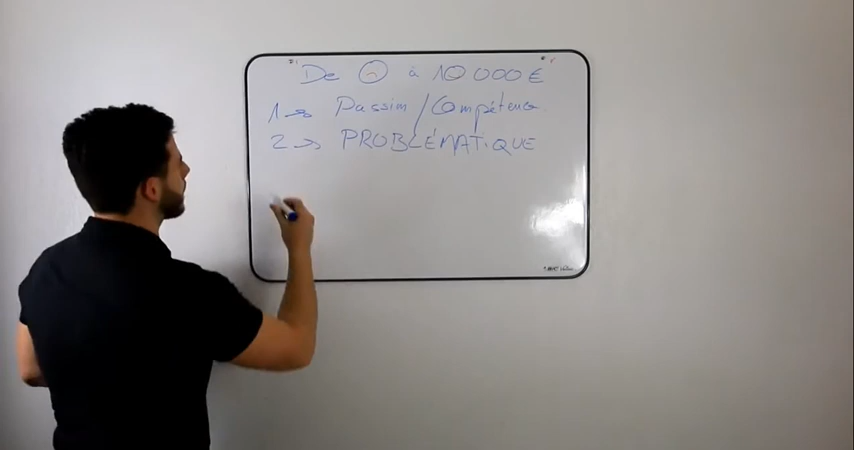 De 0 à 10 000 €
1 → Passion / Compétence
2 → PROBLÉMATIQUE